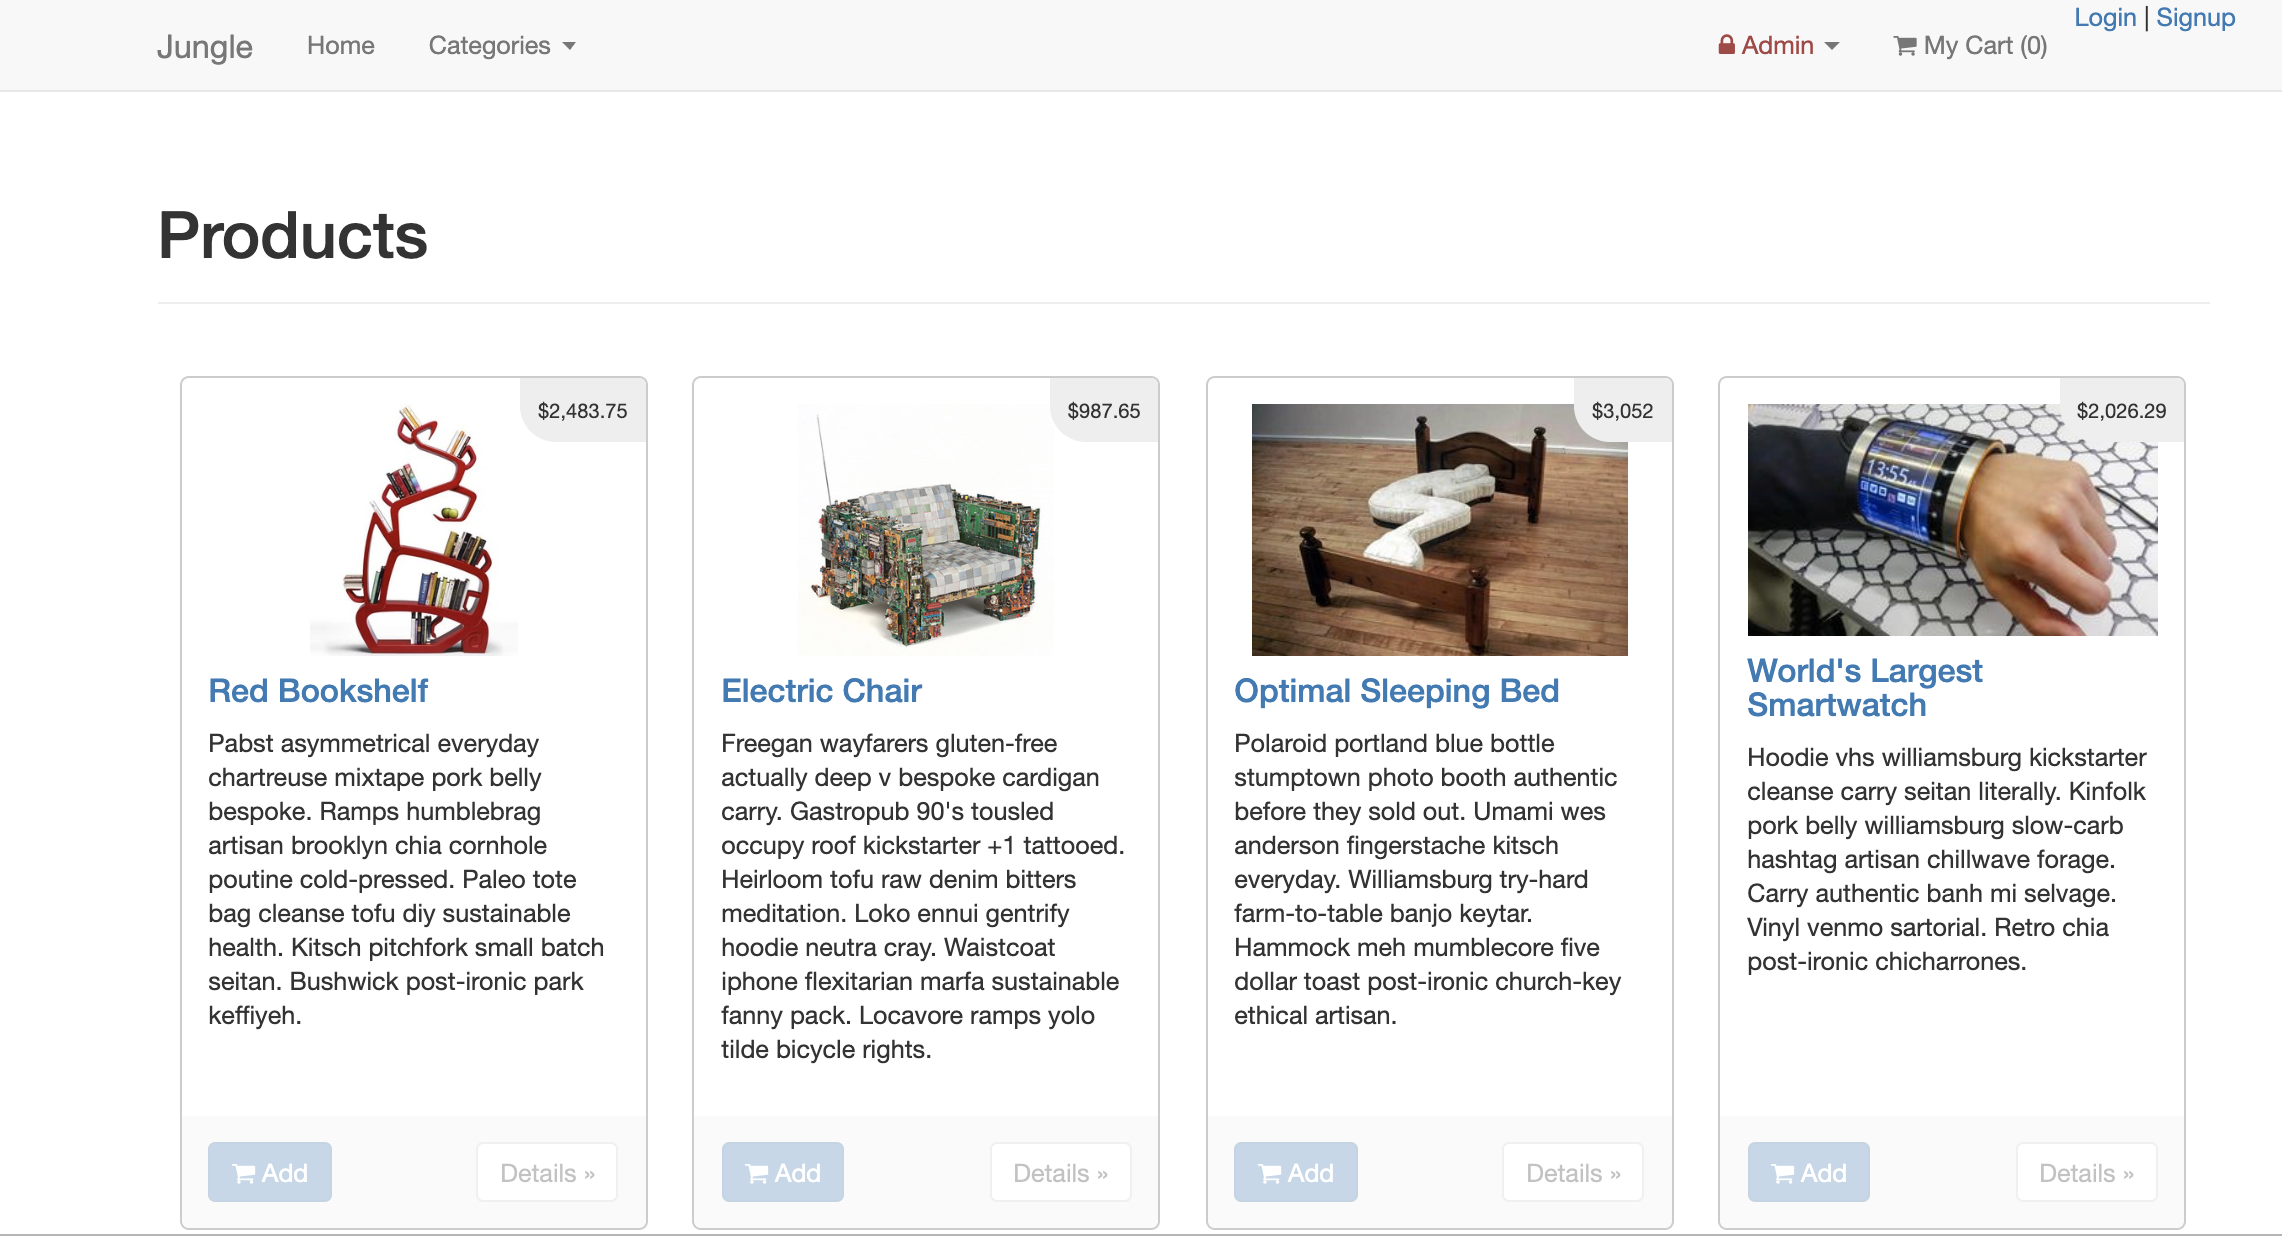 Login | Signup
Jungle Home Categories Admin My Cart (0)
Products
$2,483.75
Red Bookshelf
Pabst asymmetrical everyday
chartreuse mixtape pork belly
bespoke. Ramps humblebrag
artisan brooklyn chia cornhole
poutine cold-pressed. Paleo tote
bag cleanse tofu diy sustainable
health. Kitsch pitchfork small batch
seitan. Bushwick post-ironic park
keffiyeh.
Add Details »
$987.65
Electric Chair
Freegan wayfarers gluten-free
actually deep v bespoke cardigan
carry. Gastropub 90's tousled
occupy roof kickstarter +1 tattooed.
Heirloom tofu raw denim bitters
meditation. Loko ennui gentrify
hoodie neutra cray. Waistcoat
iphone flexitarian marfa sustainable
fanny pack. Locavore ramps yolo
tilde bicycle rights.
Add Details »
$3,052
Optimal Sleeping Bed
Polaroid portland blue bottle
stumptown photo booth authentic
before they sold out. Umami wes
anderson fingerstache kitsch
everyday. Williamsburg try-hard
farm-to-table banjo keytar.
Hammock meh mumblecore five
dollar toast post-ironic church-key
ethical artisan.
Add Details »
$2,026.29
13:55
World's Largest
Smartwatch
Hoodie vhs williamsburg kickstarter
cleanse carry seitan literally. Kinfolk
pork belly williamsburg slow-carb
hashtag artisan chillwave forage.
Carry authentic banh mi selvage.
Vinyl venmo sartorial. Retro chia
post-ironic chicharrones.
Add Details »